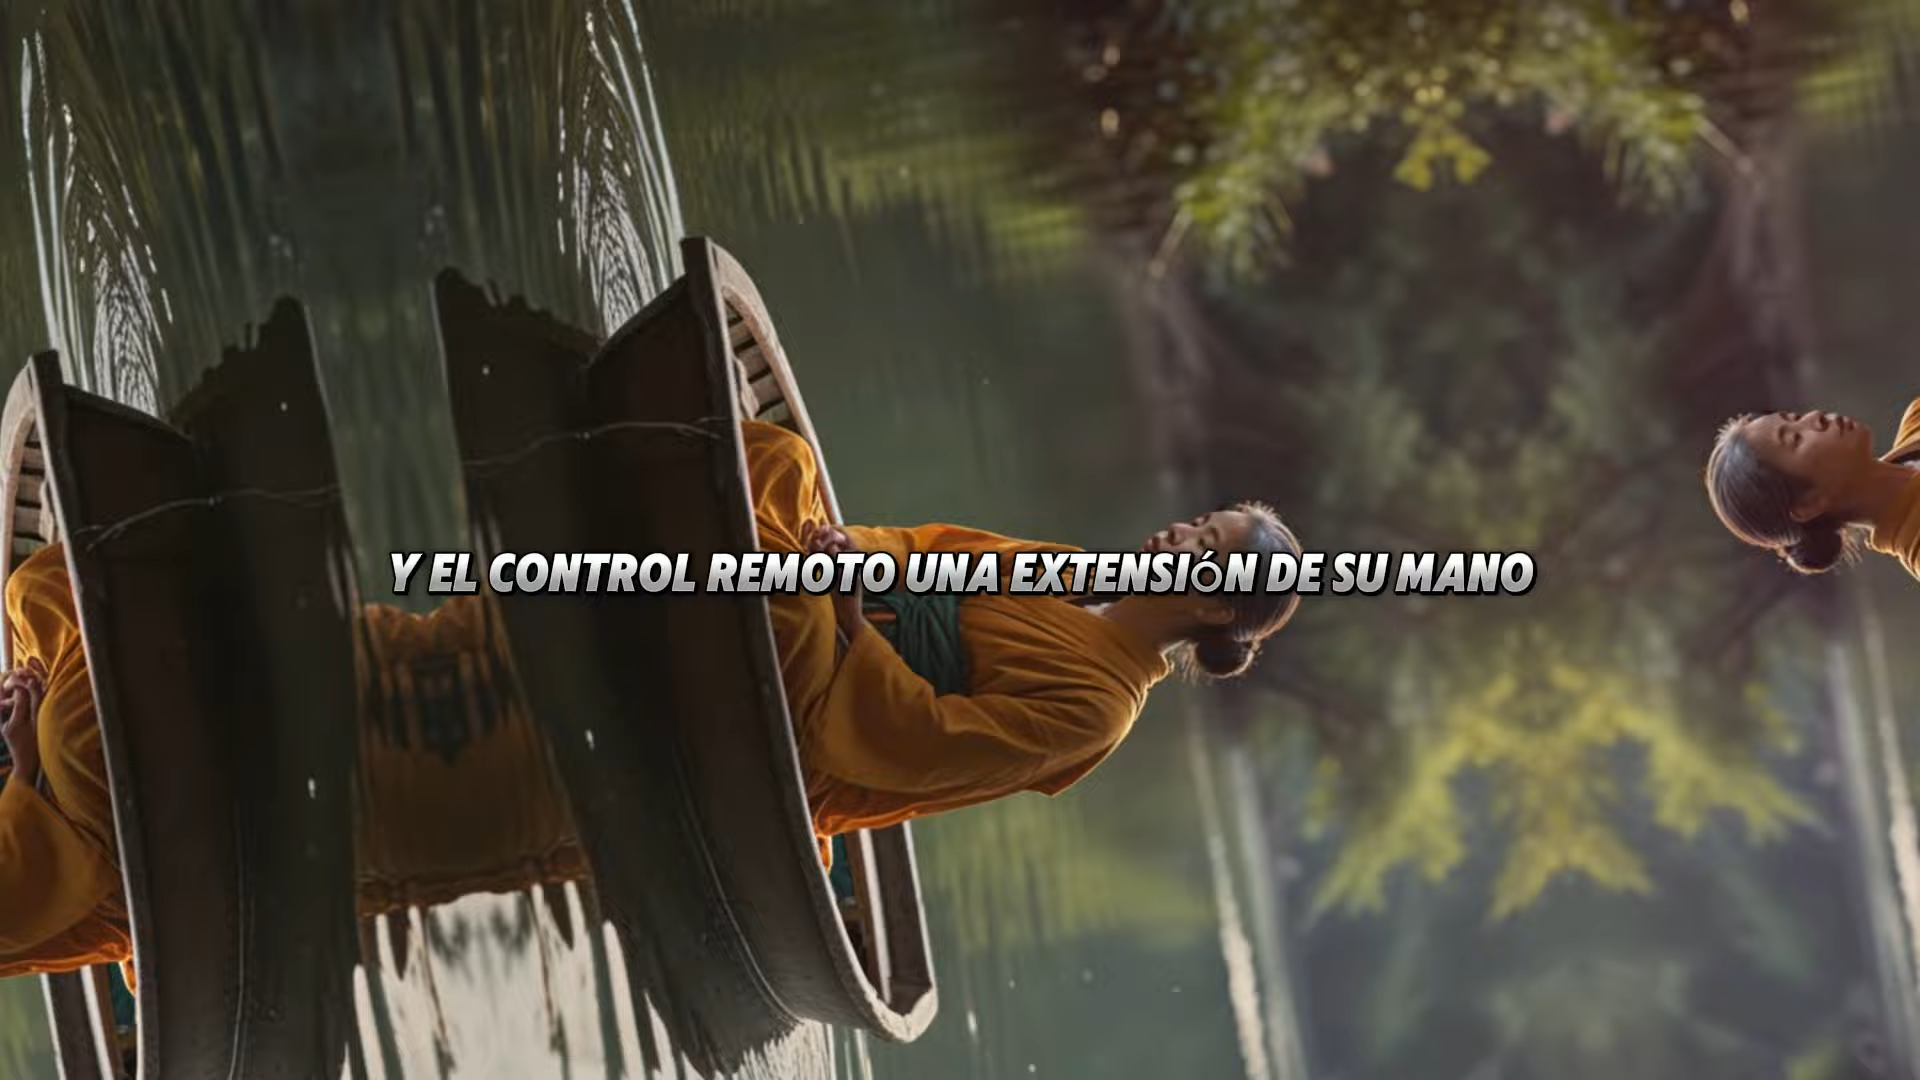 Y EL CONTROL REMOTO UNA EXTENSIÓN DE SU MANO